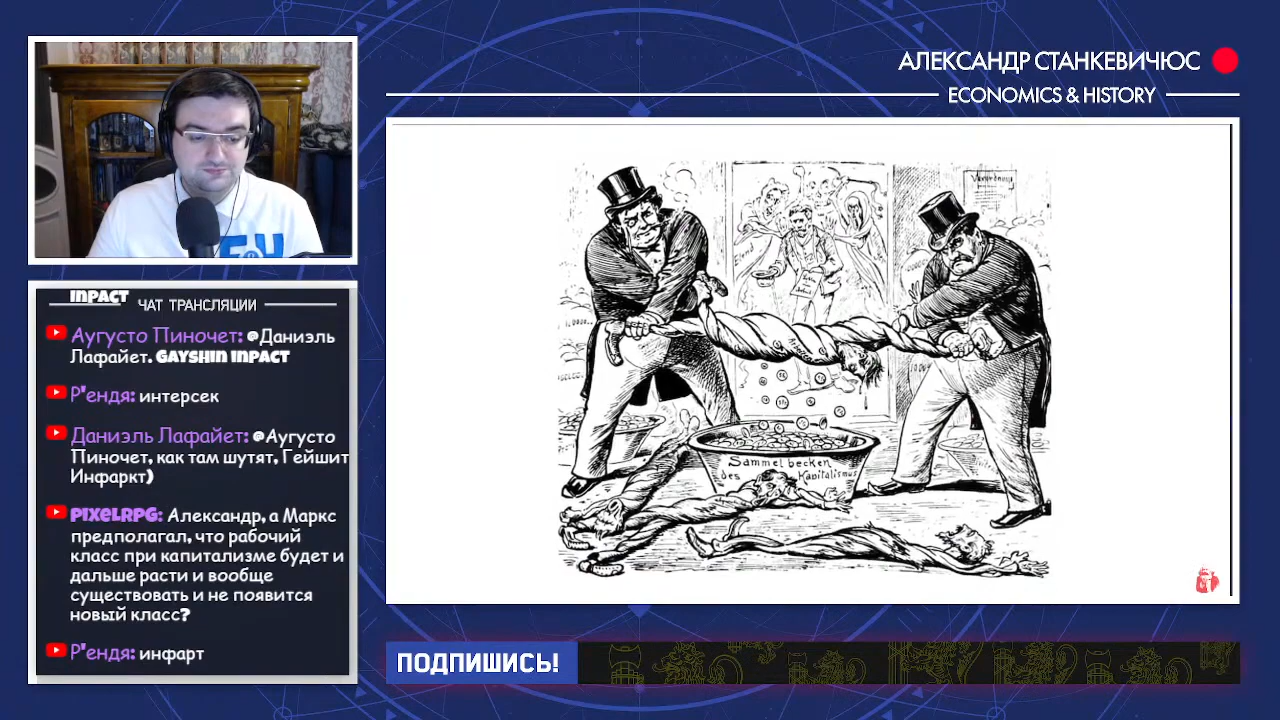 АЛЕКСАНДР СТАНКЕВИЧЮС
ECONOMICS & HISTORY
INPACT
ЧАТ ТРАНСЛЯЦИИ
Аугусто Пиночет: @Даниэль
Лафайет. GAYSHIN INPACT
Р'ендя: интерсек
Даниэль Лафайет: @Аугусто
Пиночет, как там шутят, Гейшит
Инфаркт)
PIXELRPG: Александр, а Маркс
предполагал, что рабочий
класс при капитализме будет и
дальше расти и вообще
существовать и не появится
новый класс?
Р'ендя: инфарт
Elend
Sammelbecken
des Kapitalismus
ПОДПИШИСЬ!